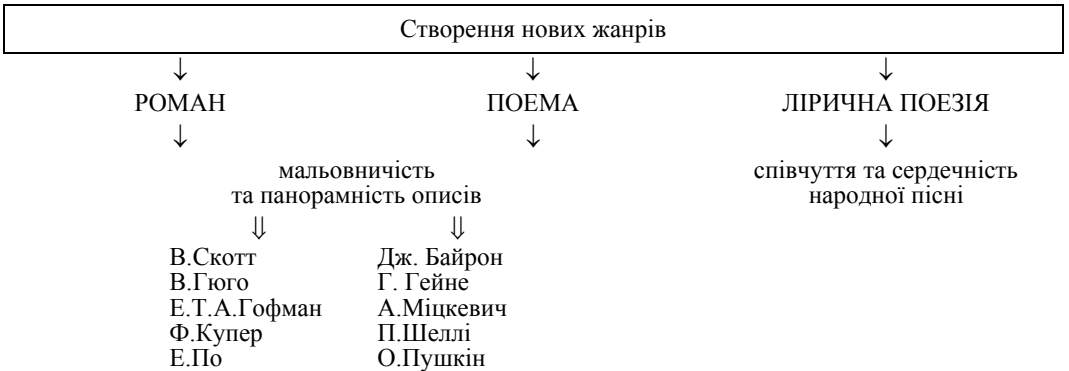 Створення нових жанрів
↓ ↓ ↓
РОМАН ПОЕМА ЛІРИЧНА ПОЕЗІЯ
↓ ↓ ↓
мальовничість
та панорамність описів
співчуття та сердечність
народної пісні
⇓ ⇓
В.Скотт Дж. Байрон
В.Гюго Г. Гейне
Е.Т.А.Гофман А.Міцкевич
Ф.Купер П.Шеллі
Е.По О.Пушкін